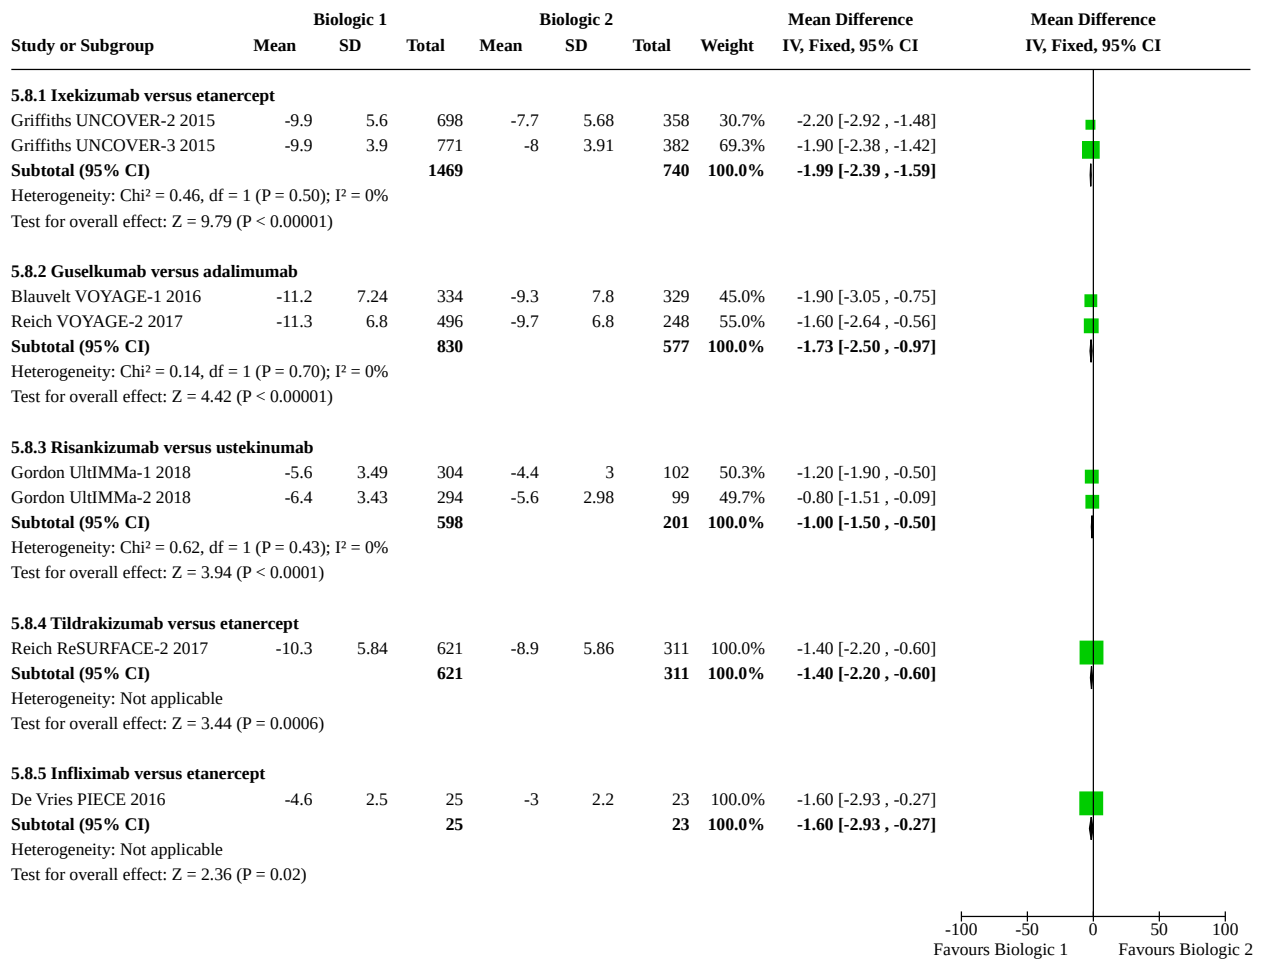 Biologic 1 Biologic 2 Mean Difference Mean Difference
Study or Subgroup Mean SD Total Mean SD Total Weight IV, Fixed, 95% CI IV, Fixed, 95% CI
5.8.1 Ixekizumab versus etanercept
Griffiths UNCOVER-2 2015 -9.9 5.6 698 -7.7 5.68 358 30.7% -2.20 [-2.92 , -1.48]
Griffiths UNCOVER-3 2015 -9.9 3.9 771 -8 3.91 382 69.3% -1.90 [-2.38 , -1.42]
Subtotal (95% CI) 1469 740 100.0% -1.99 [-2.39 , -1.59]
Heterogeneity: Chi² = 0.46, df = 1 (P = 0.50); I² = 0%
Test for overall effect: Z = 9.79 (P < 0.00001)
5.8.2 Guselkumab versus adalimumab
Blauvelt VOYAGE-1 2016 -11.2 7.24 334 -9.3 7.8 329 45.0% -1.90 [-3.05 , -0.75]
Reich VOYAGE-2 2017 -11.3 6.8 496 -9.7 6.8 248 55.0% -1.60 [-2.64 , -0.56]
Subtotal (95% CI) 830 577 100.0% -1.73 [-2.50 , -0.97]
Heterogeneity: Chi² = 0.14, df = 1 (P = 0.70); I² = 0%
Test for overall effect: Z = 4.42 (P < 0.00001)
5.8.3 Risankizumab versus ustekinumab
Gordon UltIMMa-1 2018 -5.6 3.49 304 -4.4 3 102 50.3% -1.20 [-1.90 , -0.50]
Gordon UltIMMa-2 2018 -6.4 3.43 294 -5.6 2.98 99 49.7% -0.80 [-1.51 , -0.09]
Subtotal (95% CI) 598 201 100.0% -1.00 [-1.50 , -0.50]
Heterogeneity: Chi² = 0.62, df = 1 (P = 0.43); I² = 0%
Test for overall effect: Z = 3.94 (P < 0.0001)
5.8.4 Tildrakizumab versus etanercept
Reich ReSURFACE-2 2017 -10.3 5.84 621 -8.9 5.86 311 100.0% -1.40 [-2.20 , -0.60]
Subtotal (95% CI) 621 311 100.0% -1.40 [-2.20 , -0.60]
Heterogeneity: Not applicable
Test for overall effect: Z = 3.44 (P = 0.0006)
5.8.5 Infliximab versus etanercept
De Vries PIECE 2016 -4.6 2.5 25 -3 2.2 23 100.0% -1.60 [-2.93 , -0.27]
Subtotal (95% CI) 25 23 100.0% -1.60 [-2.93 , -0.27]
Heterogeneity: Not applicable
Test for overall effect: Z = 2.36 (P = 0.02)
-100 -50 0 50 100
Favours Biologic 1 Favours Biologic 2